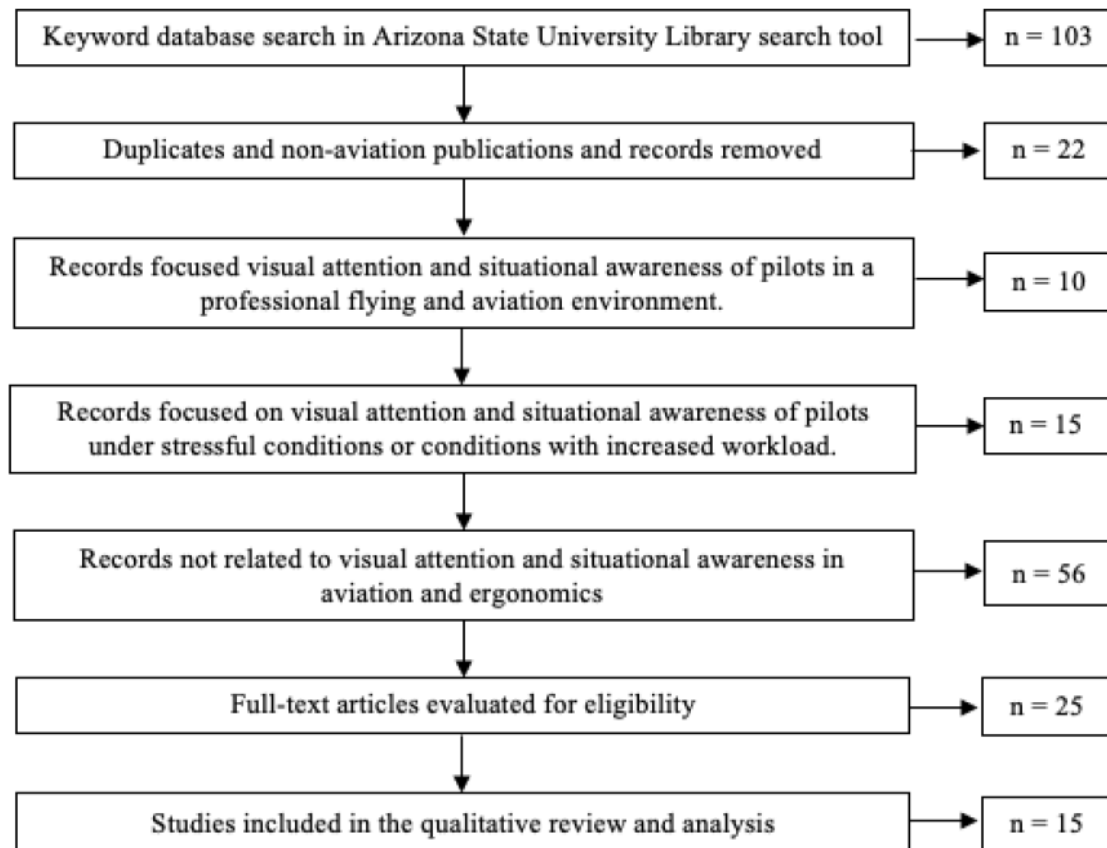 Keyword database search in Arizona State University Library search tool
n = 103
Duplicates and non-aviation publications and records removed
n = 22
Records focused visual attention and situational awareness of pilots in a
professional flying and aviation environment.
n = 10
Records focused on visual attention and situational awareness of pilots
under stressful conditions or conditions with increased workload.
n = 15
Records not related to visual attention and situational awareness in
aviation and ergonomics
n = 56
Full-text articles evaluated for eligibility
n = 25
Studies included in the qualitative review and analysis
n = 15